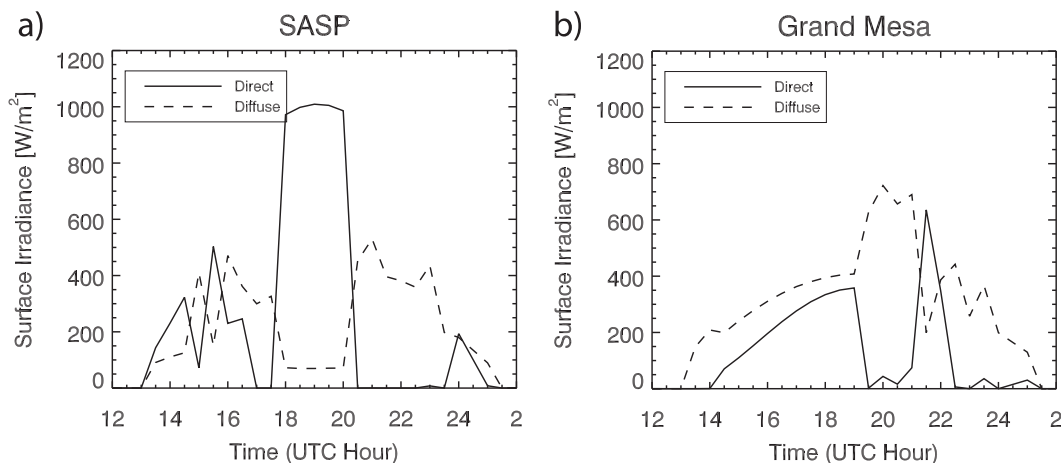 a)
SASP
Surface Irradiance [W/m²]
1200
1000
800
600
400
200
0
Direct
Diffuse
12 14 16 18 20 22 24 2
Time (UTC Hour)
b)
Grand Mesa
Surface Irradiance [W/m²]
1200
1000
800
600
400
200
0
Direct
Diffuse
12 14 16 18 20 22 24 2
Time (UTC Hour)